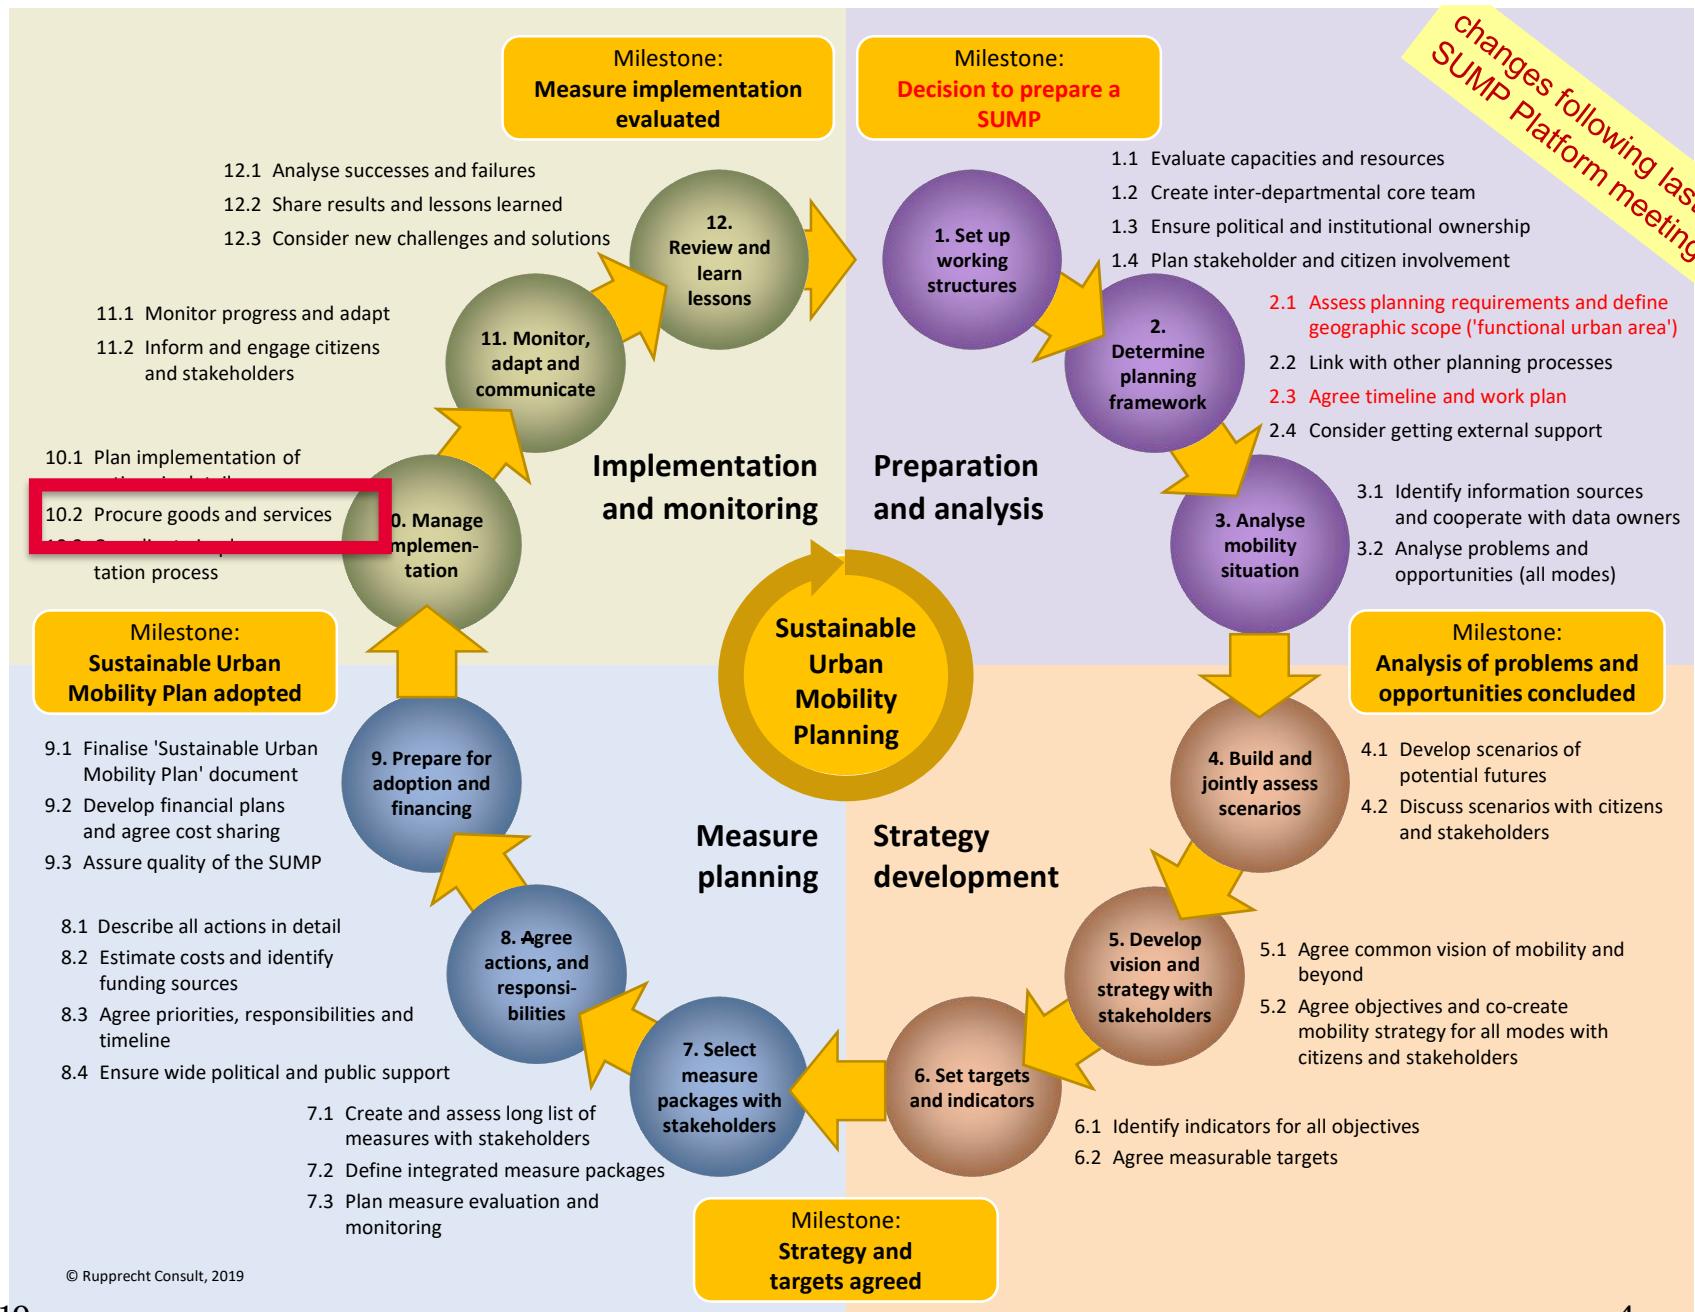 changes following last
SUMP Platform meeting
Milestone:
Measure implementation
evaluated
Milestone:
Decision to prepare a
SUMP
12.1 Analyse successes and failures
12.2 Share results and lessons learned
12.3 Consider new challenges and solutions
12.
Review and
learn
lessons
1. Set up
working
structures
1.1 Evaluate capacities and resources
1.2 Create inter-departmental core team
1.3 Ensure political and institutional ownership
1.4 Plan stakeholder and citizen involvement
11.1 Monitor progress and adapt
11.2 Inform and engage citizens
and stakeholders
11. Monitor,
adapt and
communicate
2.
Determine
planning
framework
2.1 Assess planning requirements and define
geographic scope ('functional urban area')
2.2 Link with other planning processes
2.3 Agree timeline and work plan
2.4 Consider getting external support
10.1 Plan implementation of
10.2 Procure goods and services
tation process
0. Manage
implemen-
tation
Implementation
and monitoring
Preparation
and analysis
3. Analyse
mobility
situation
3.1 Identify information sources
and cooperate with data owners
3.2 Analyse problems and
opportunities (all modes)
Milestone:
Sustainable Urban
Mobility Plan adopted
Sustainable
Urban
Mobility
Planning
Milestone:
Analysis of problems and
opportunities concluded
9.1 Finalise 'Sustainable Urban
Mobility Plan' document
9.2 Develop financial plans
and agree cost sharing
9.3 Assure quality of the SUMP
9. Prepare for
adoption and
financing
4. Build and
jointly assess
scenarios
4.1 Develop scenarios of
potential futures
4.2 Discuss scenarios with citizens
and stakeholders
Measure
planning
Strategy
development
8.1 Describe all actions in detail
8.2 Estimate costs and identify
funding sources
8.3 Agree priorities, responsibilities and
timeline
8.4 Ensure wide political and public support
8. Agree
actions, and
responsi-
bilities
5. Develop
vision and
strategy with
stakeholders
5.1 Agree common vision of mobility and
beyond
5.2 Agree objectives and co-create
mobility strategy for all modes with
citizens and stakeholders
7. Select
measure
packages with
stakeholders
6. Set targets
and indicators
7.1 Create and assess long list of
measures with stakeholders
7.2 Define integrated measure packages
7.3 Plan measure evaluation and
monitoring
6.1 Identify indicators for all objectives
6.2 Agree measurable targets
Milestone:
Strategy and
targets agreed
© Rupprecht Consult, 2019